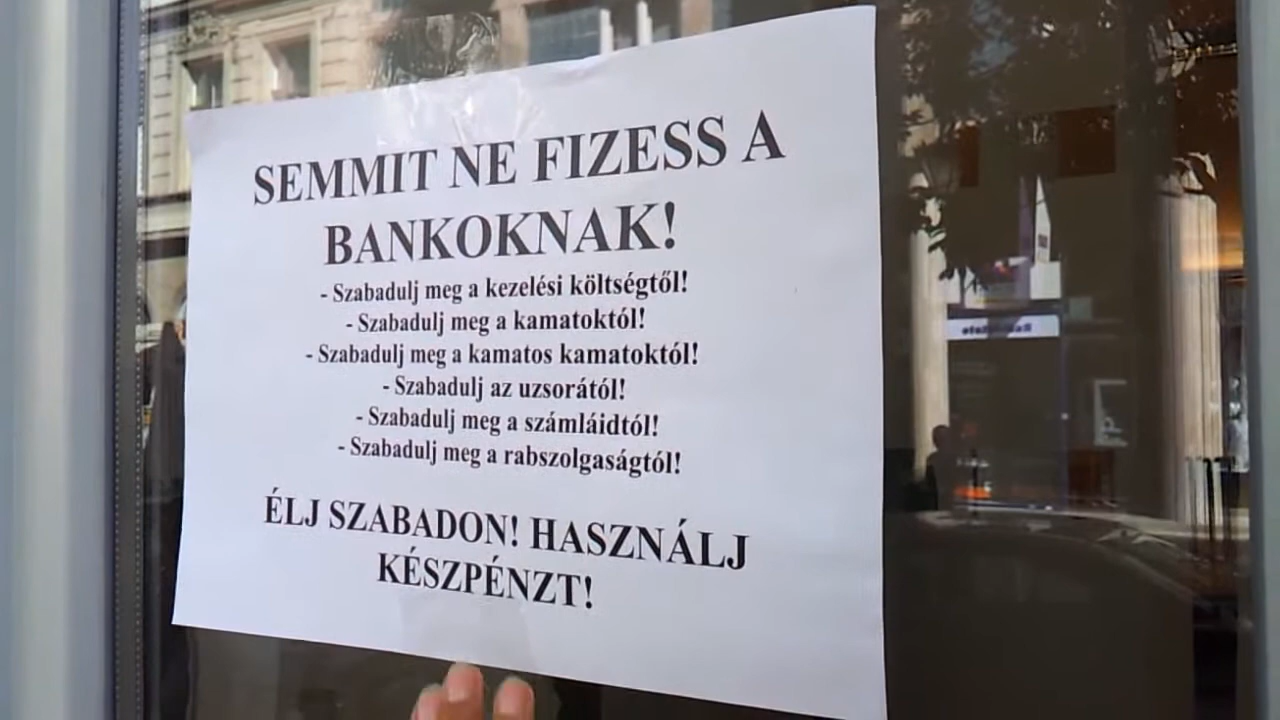 SEMMIT NE FIZESS A
BANKOKNAK!
- Szabadulj meg a kezelési költségtől!
- Szabadulj meg a kamatoktól!
- Szabadulj meg a kamatos kamatoktól!
- Szabadulj az uzsorától!
- Szabadulj meg a számláidtól!
- Szabadulj meg a rabszolgaságtól!
ÉLJ SZABADON! HASZNÁLJ
KÉSZPÉNZT!